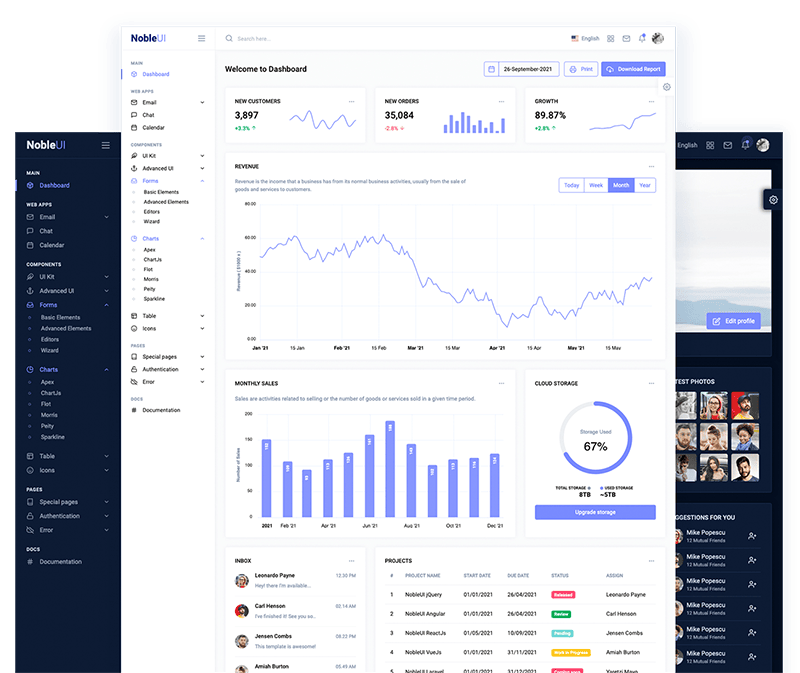 NobleUI
Search here...
English
MAIN
Dashboard
WEB APPS
Email
Chat
Calendar
COMPONENTS
UI Kit
Advanced UI
Forms
Basic Elements
Advanced Elements
Editors
Wizard
Charts
Apex
ChartJs
Flot
Morris
Peity
Sparkline
Table
Icons
PAGES
Special pages
Authentication
Error
DOCS
Documentation
Welcome to Dashboard
26-September-2021
Print
Download Report
NEW CUSTOMERS
3,897
+3.3%
NEW ORDERS
35,084
-2.8%
GROWTH
89.87%
+2.8%
REVENUE
Revenue is the income that a business has from its normal business activities, usually from the sale of
goods and services to customers.
Today Week Month Year
Revenue ( $1000 x )
80.00
60.00
40.00
20.00
0.00
Jan '21 15 Jan Feb '21 15 Feb Mar '21 15 Mar Apr '21 15 Apr May '21 15 May
MONTHLY SALES
Sales are activities related to selling or the number of goods or services sold in a given time period.
Number of Sales
200
150
100
50
0
152 109 93 113 126 161 188 143 102 113 116 124
2021 Feb '21 Apr '21 Jun '21 Aug '21 Oct '21 Dec '21
CLOUD STORAGE
Storage Used
67%
TOTAL STORAGE
8TB
USED STORAGE
~5TB
Upgrade storage
INBOX
Leonardo Payne 12:30 PM
Hey! there I'm available...
Carl Henson 02:14 AM
I've finished it! See you so..
Jensen Combs 08:22 PM
This template is awesome!
Amiah Burton 05:49 AM
PROJECTS
# PROJECT NAME START DATE DUE DATE STATUS ASSIGN
1 NobleUI jQuery 01/01/2021 26/04/2021 Released Leonardo Payne
2 NobleUI Angular 01/01/2021 26/04/2021 Review Carl Henson
3 NobleUI ReactJs 01/05/2021 10/09/2021 Pending Jensen Combs
4 NobleUI VueJs 01/01/2021 31/11/2021 Work in Progress Amiah Burton
5 NobleUI Laravel 01/01/2021 31/12/2021 Coming soon Yaretzi Mayo
NobleUI
MAIN
Dashboard
WEB APPS
Email
Chat
Calendar
COMPONENTS
UI Kit
Advanced UI
Forms
Basic Elements
Advanced Elements
Editors
Wizard
Charts
Apex
ChartJs
Flot
Morris
Peity
Sparkline
Table
Icons
PAGES
Special pages
Authentication
Error
DOCS
Documentation
English
Edit profile
TEST PHOTOS
GGESTIONS FOR YOU
Mike Popescu
12 Mutual Friends
Mike Popescu
12 Mutual Friends
Mike Popescu
12 Mutual Friends
Mike Popescu
12 Mutual Friends
Mike Popescu
12 Mutual Friends
Mike Popescu
12 Mutual Friends